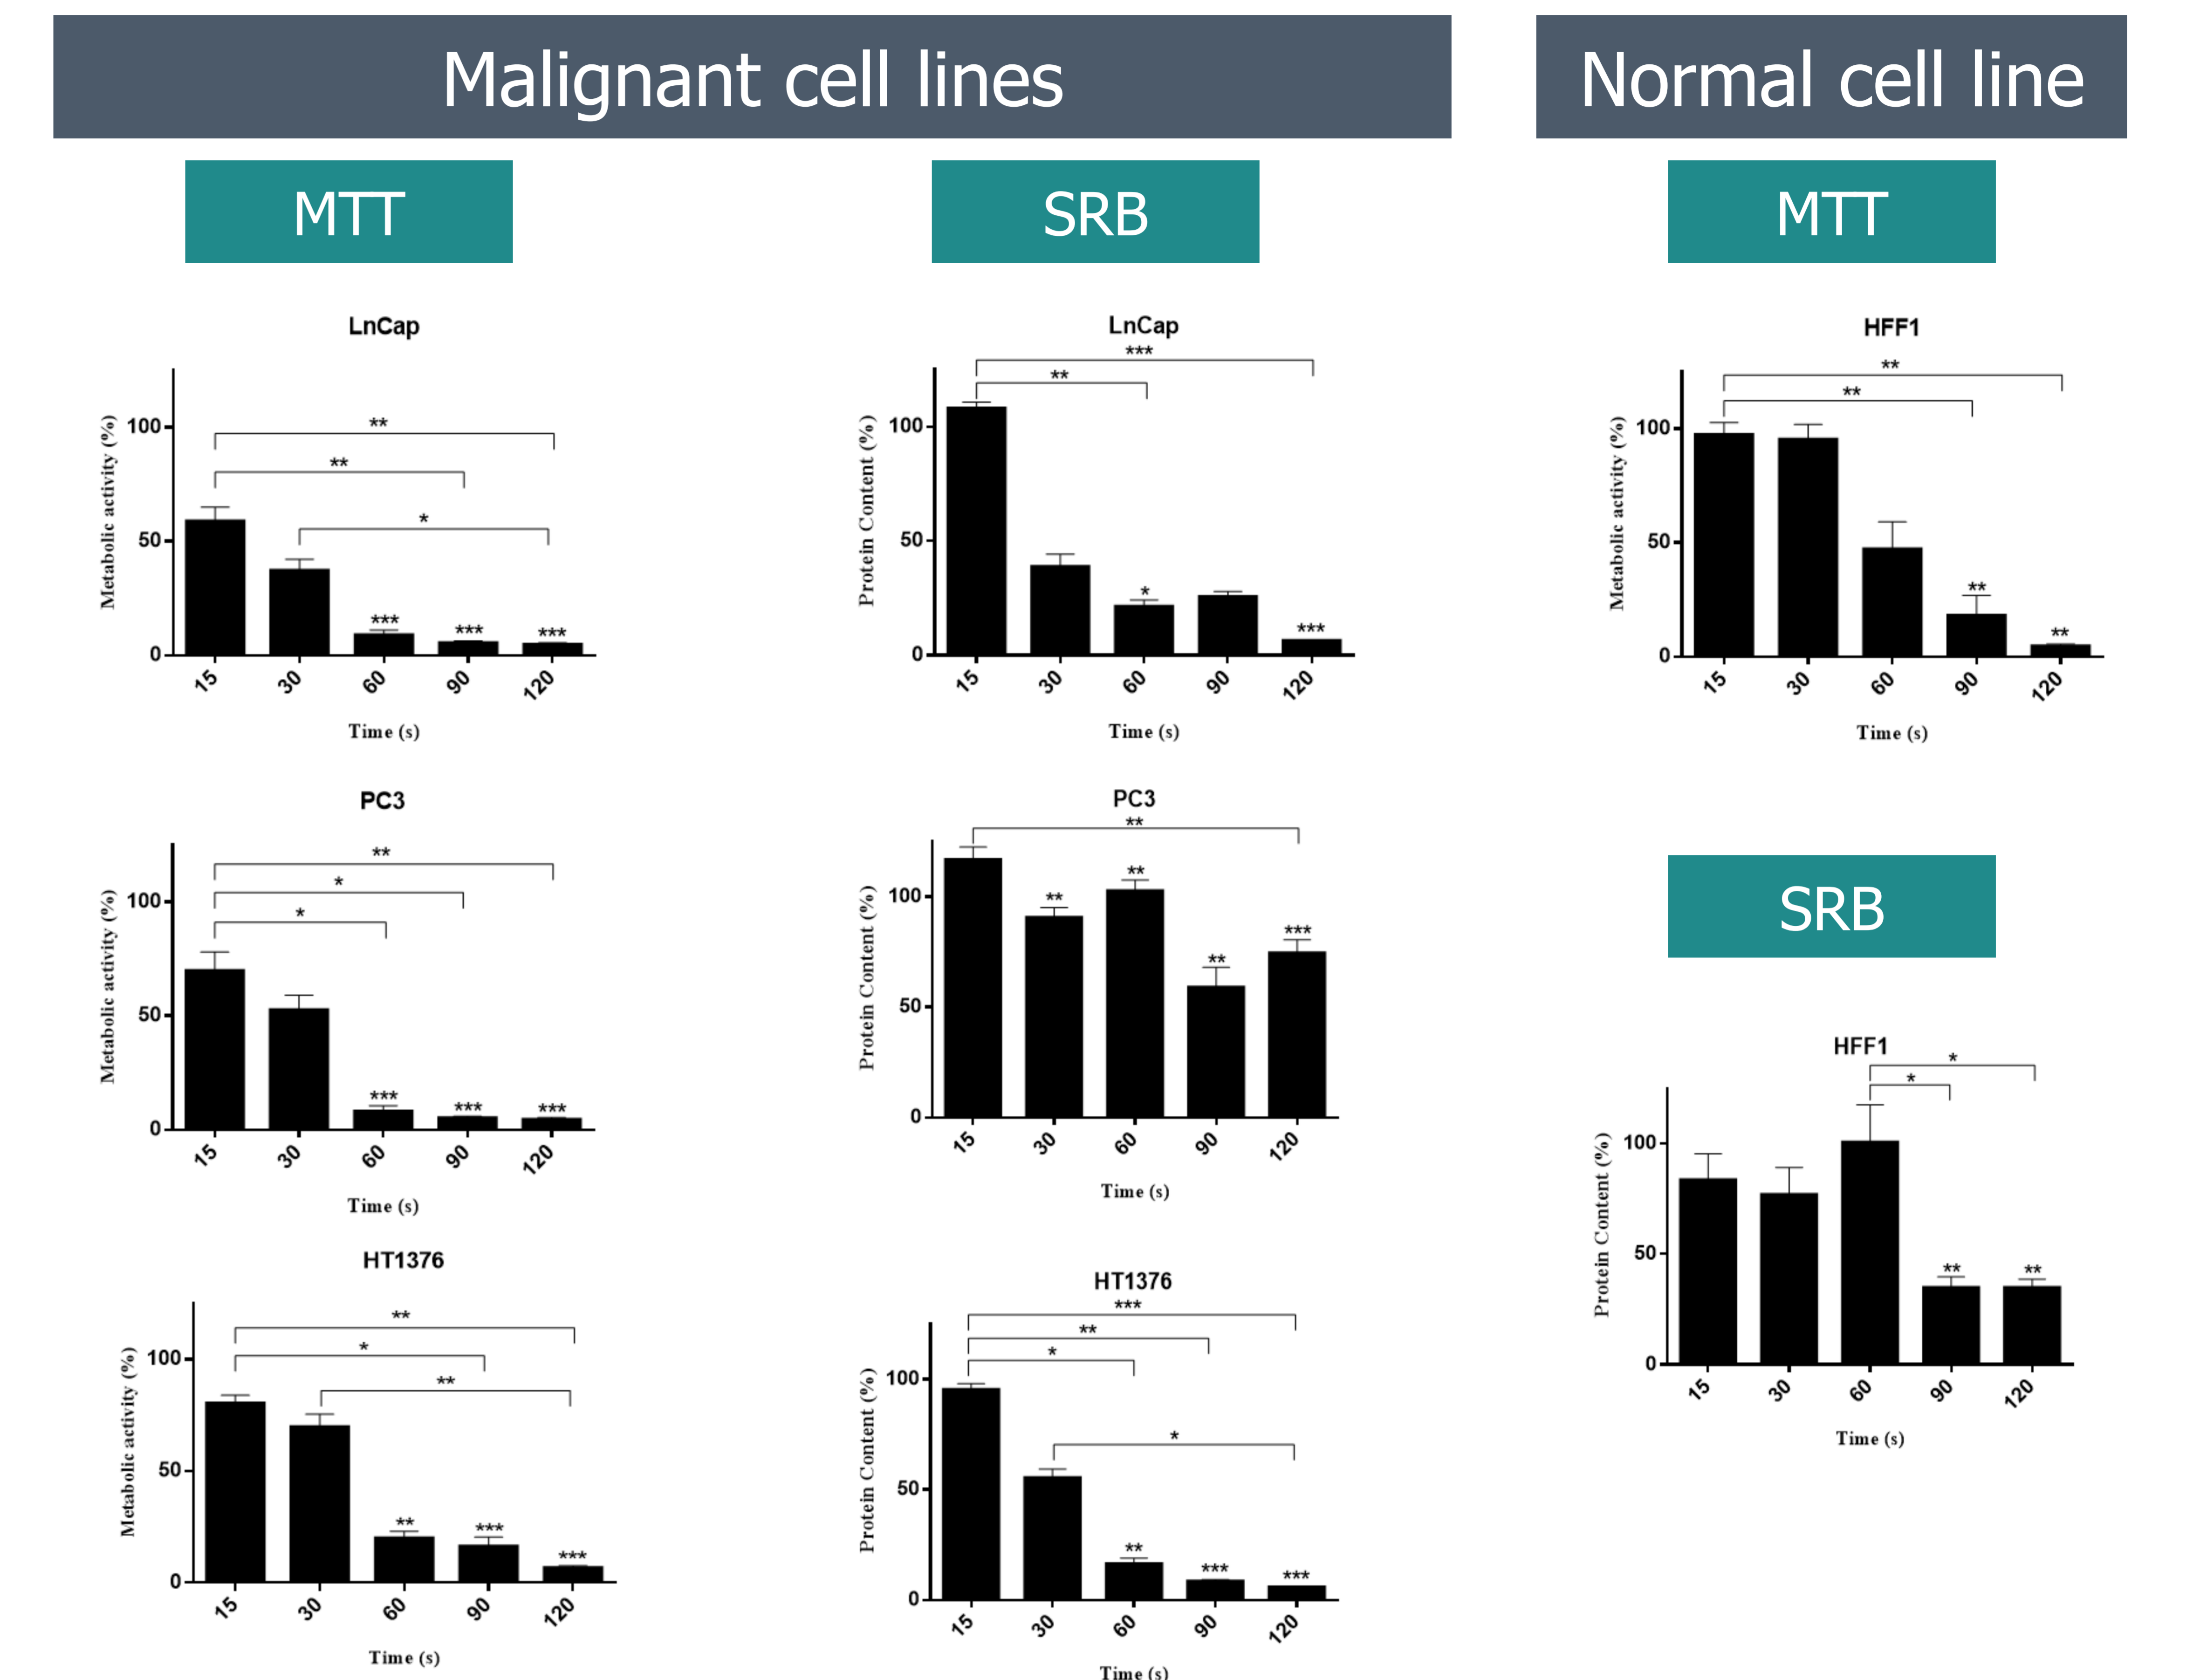 Malignant cell lines
Normal cell line
MTT
SRB
MTT
LnCap
**
**
*
***
***
***
Metabolic activity (%)
100
50
0
15 30 60 90 120
Time (s)
LnCap
***
**
*
***
Protein Content (%)
100
50
0
15 30 60 90 120
Time (s)
HFF1
**
**
**
**
Metabolic activity (%)
100
50
0
15 30 60 90 120
Time (s)
PC3
**
*
*
***
***
***
Metabolic activity (%)
100
50
0
15 30 60 90 120
Time (s)
PC3
**
**
**
**
***
Protein Content (%)
100
50
0
15 30 60 90 120
Time (s)
SRB
HFF1
*
*
**
**
Protein Content (%)
100
50
0
15 30 60 90 120
Time (s)
HT1376
**
*
**
**
***
***
Metabolic activity (%)
100
50
0
15 30 60 90 120
Time (s)
HT1376
***
**
*
*
**
***
***
Protein Content (%)
100
50
0
15 30 60 90 120
Time (s)